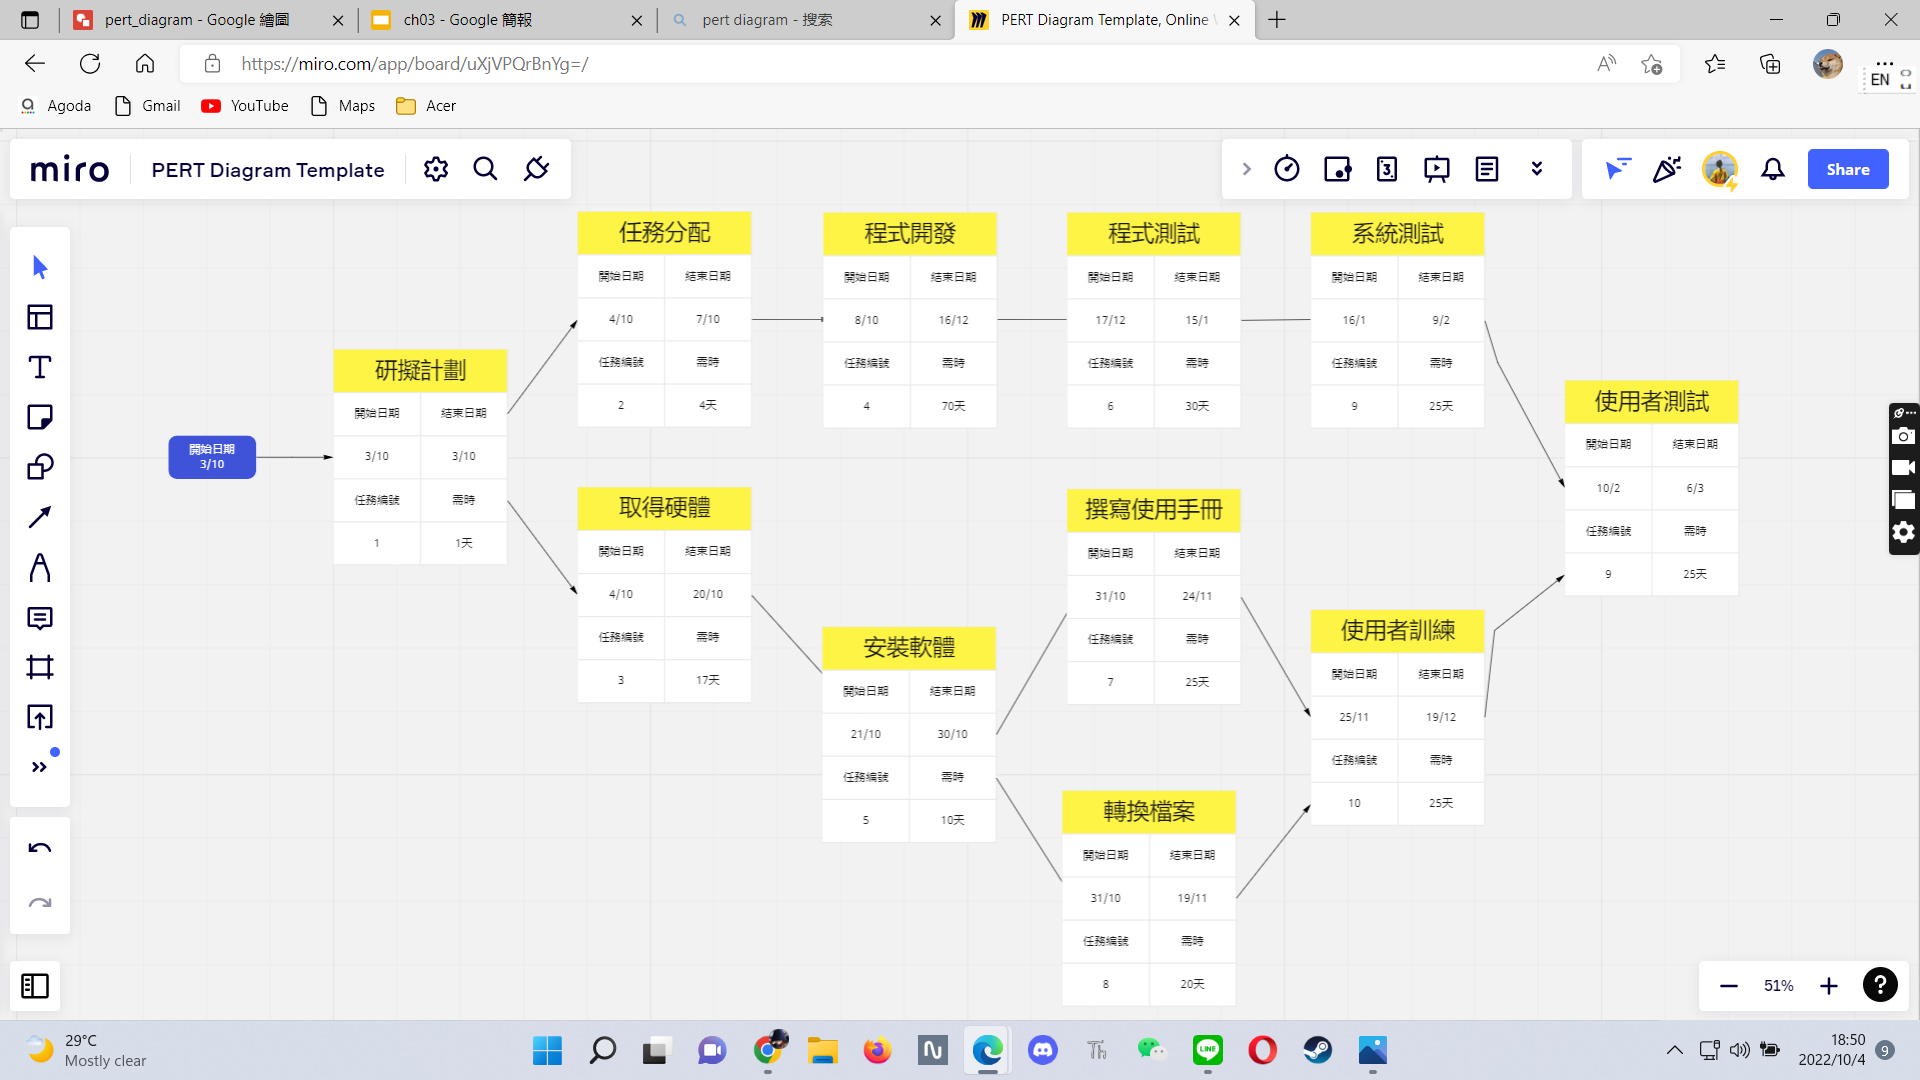 pert_diagram - Google 繪圖
ch03 - Google 簡報
pert diagram - 搜索
PERT Diagram Template, Online
https://miro.com/app/board/uXjVPQrBnYg=/
EN
Agoda
Gmail
YouTube
Maps
Acer
miro
PERT Diagram Template
Share
開始日期
3/10
研擬計劃
開始日期 結束日期
3/10 3/10
任務編號 需時
1 1天
任務分配
開始日期 結束日期
4/10 7/10
任務編號 需時
2 4天
程式開發
開始日期 結束日期
8/10 16/12
任務編號 需時
4 70天
程式測試
開始日期 結束日期
17/12 15/1
任務編號 需時
6 30天
系統測試
開始日期 結束日期
16/1 9/2
任務編號 需時
9 25天
使用者測試
開始日期 結束日期
10/2 6/3
任務編號 需時
9 25天
取得硬體
開始日期 結束日期
4/10 20/10
任務編號 需時
3 17天
安裝軟體
開始日期 結束日期
21/10 30/10
任務編號 需時
5 10天
撰寫使用手冊
開始日期 結束日期
31/10 24/11
任務編號 需時
7 25天
使用者訓練
開始日期 結束日期
25/11 19/12
任務編號 需時
10 25天
轉換檔案
開始日期 結束日期
31/10 19/11
任務編號 需時
8 20天
51%
29°C
Mostly clear
Th
LINE
18:50
2022/10/4
9